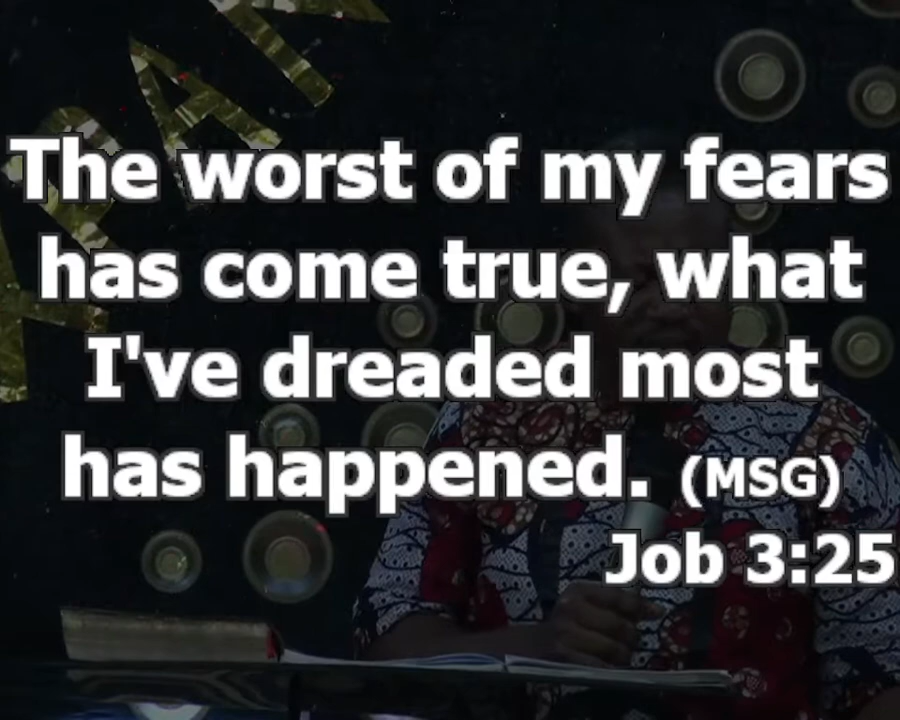 The worst of my fears
has come true, what
I've dreaded most
has happened. (MSG)
Job 3:25